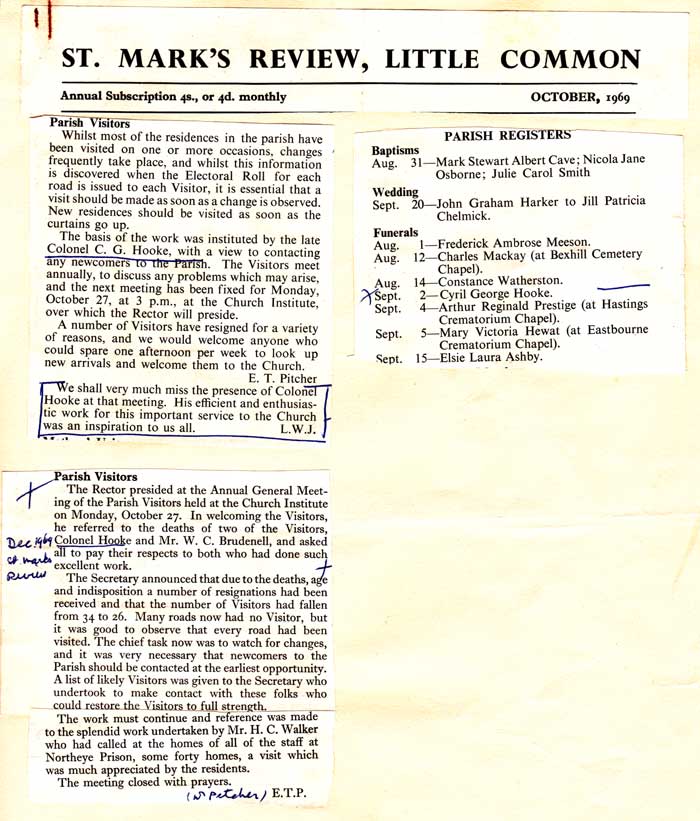 ST. MARK'S REVIEW, LITTLE COMMON
Annual Subscription 4s., or 4d. monthly
OCTOBER, 1969
Parish Visitors
Whilst most of the residences in the parish have
been visited on one or more occasions, changes
frequently take place, and whilst this information
is discovered when the Electoral Roll for each
road is issued to each Visitor, it is essential that a
visit should be made as soon as a change is observed.
New residences should be visited as soon as the
curtains go up.
The basis of the work was instituted by the late
Colonel C. G. Hooke, with a view to contacting
any newcomers to the Parish. The Visitors meet
annually, to discuss any problems which may arise,
and the next meeting has been fixed for Monday,
October 27, at 3 p.m., at the Church Institute,
over which the Rector will preside.
A number of Visitors have resigned for a variety
of reasons, and we would welcome anyone who
could spare one afternoon per week to look up
new arrivals and welcome them to the Church.
E. T. Pitcher
We shall very much miss the presence of Colonel
Hooke at that meeting. His efficient and enthusias-
tic work for this important service to the Church
was an inspiration to us all. L.W.J.
PARISH REGISTERS
Baptisms
Aug. 31—Mark Stewart Albert Cave; Nicola Jane
Osborne; Julie Carol Smith
Wedding
Sept. 20—John Graham Harker to Jill Patricia
Chelmick.
Funerals
Aug. 1—Frederick Ambrose Meeson.
Aug. 12—Charles Mackay (at Bexhill Cemetery
Chapel).
Aug. 14—Constance Watherston.
Sept. 2—Cyril George Hooke.
Sept. 4—Arthur Reginald Prestige (at Hastings
Crematorium Chapel).
Sept. 5—Mary Victoria Hewat (at Eastbourne
Crematorium Chapel).
Sept. 15—Elsie Laura Ashby.
Dec 1969
St Marks
Review
Parish Visitors
The Rector presided at the Annual General Meet-
ing of the Parish Visitors held at the Church Institute
on Monday, October 27. In welcoming the Visitors,
he referred to the deaths of two of the Visitors,
Colonel Hooke and Mr. W. C. Brudenell, and asked
all to pay their respects to both who had done such
excellent work.
The Secretary announced that due to the deaths, age
and indisposition a number of resignations had been
received and that the number of Visitors had fallen
from 34 to 26. Many roads now had no Visitor, but
it was good to observe that every road had been
visited. The chief task now was to watch for changes,
and it was very necessary that newcomers to the
Parish should be contacted at the earliest opportunity.
A list of likely Visitors was given to the Secretary who
undertook to make contact with these folks who
could restore the Visitors to full strength.
The work must continue and reference was made
to the splendid work undertaken by Mr. H. C. Walker
who had called at the homes of all of the staff at
Northeye Prison, some forty homes, a visit which
was much appreciated by the residents.
The meeting closed with prayers.
Pitcher) E.T.P.